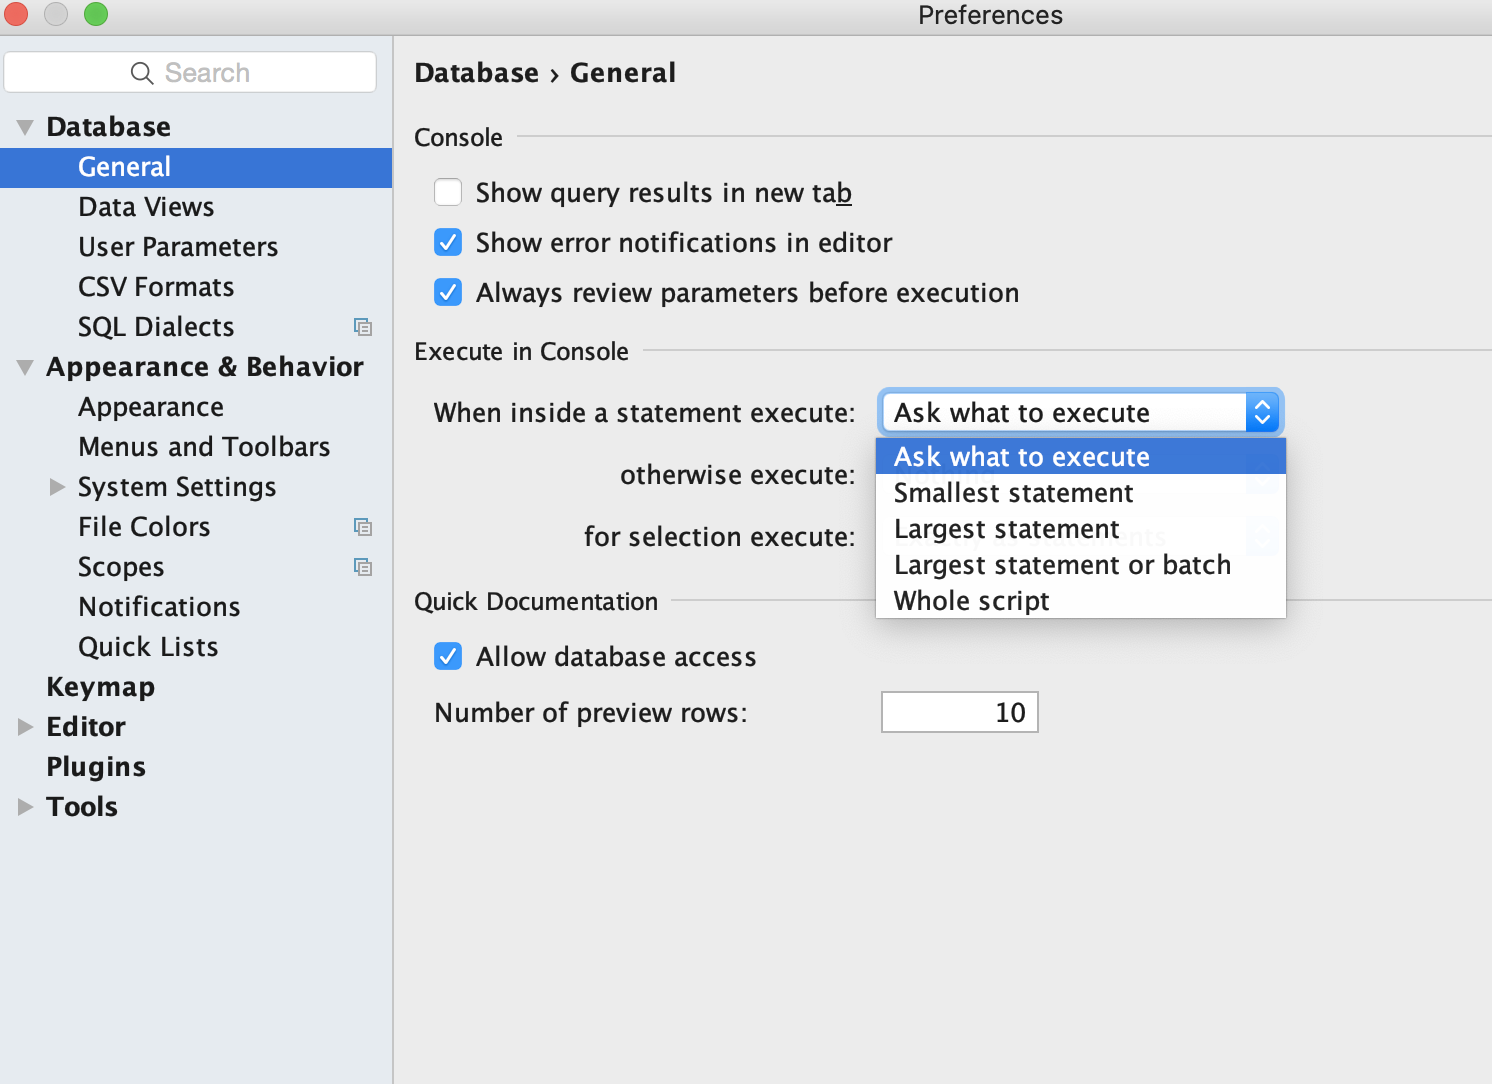 Preferences
Search
Database
General
Data Views
User Parameters
CSV Formats
SQL Dialects
Appearance & Behavior
Appearance
Menus and Toolbars
System Settings
File Colors
Scopes
Notifications
Quick Lists
Keymap
Editor
Plugins
Tools
Database › General
Console
Show query results in new tab
Show error notifications in editor
Always review parameters before execution
Execute in Console
When inside a statement execute: Ask what to execute
Ask what to execute
Smallest statement
Largest statement
Largest statement or batch
Whole script
otherwise execute:
for selection execute:
Quick Documentation
Allow database access
Number of preview rows: 10